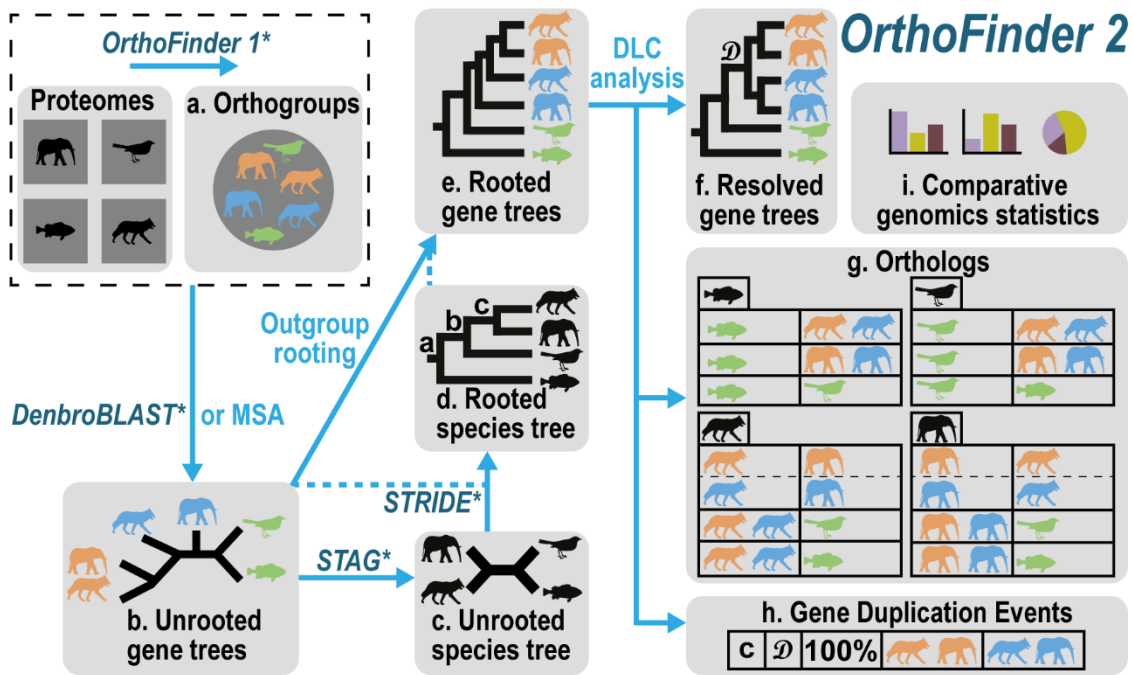 OrthoFinder 1*
Proteomes
a. Orthogroups
DenbroBLAST* or MSA
b. Unrooted
gene trees
STAG*
c. Unrooted
species tree
STRIDE*
a
b
c
d. Rooted
species tree
Outgroup
rooting
e. Rooted
gene trees
DLC
analysis
𝒟
f. Resolved
gene trees
OrthoFinder 2
i. Comparative
genomics statistics
g. Orthologs
h. Gene Duplication Events
c 𝒟 100%